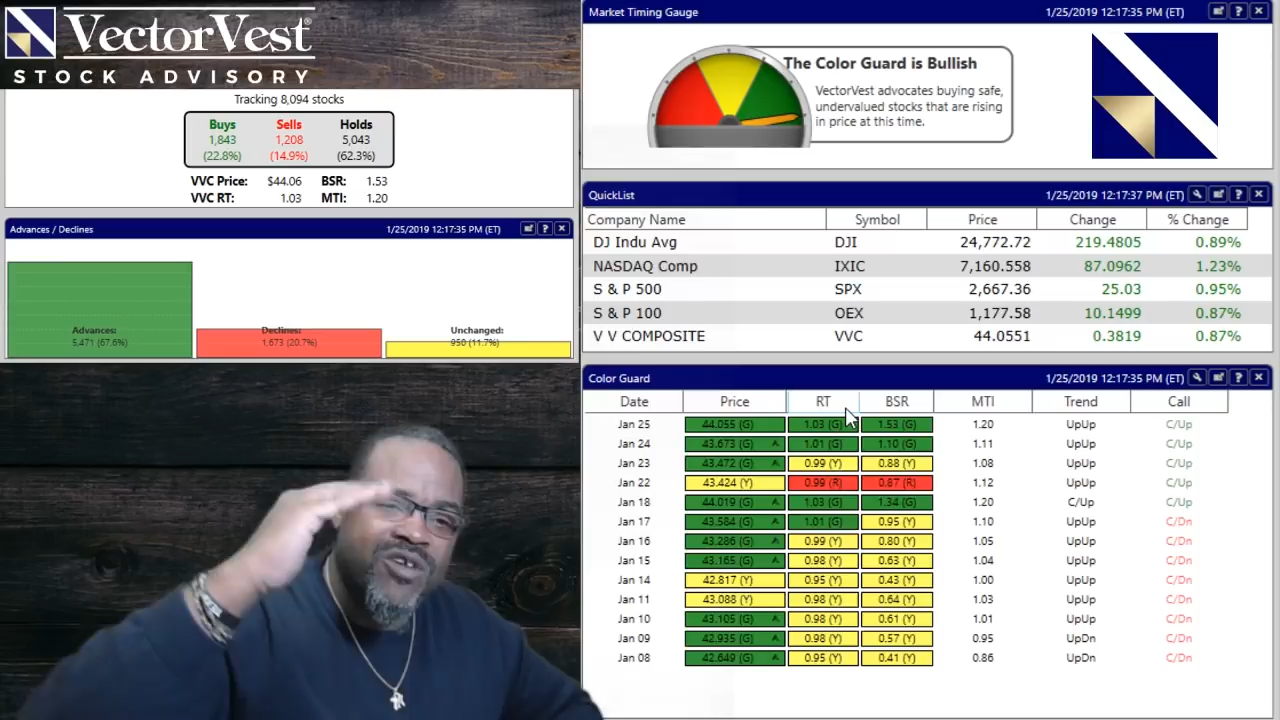 VectorVest®
STOCK ADVISORY
Tracking 8,094 stocks
Buys Sells Holds
1,843 1,208 5,043
(22.8%) (14.9%) (62.3%)
VVC Price: $44.06 BSR: 1.53
VVC RT: 1.03 MTI: 1.20
Advances / Declines 1/25/2019 12:17:35 PM (ET) ?
Advances: Declines: Unchanged:
5,471 (67.6%) 1,673 (20.7%) 950 (11.7%)
Market Timing Gauge 1/25/2019 12:17:35 PM (ET) ?
The Color Guard is Bullish
VectorVest advocates buying safe,
undervalued stocks that are rising
in price at this time.
QuickList 1/25/2019 12:17:37 PM (ET) ?
Company Name Symbol Price Change % Change
DJ Indu Avg DJI 24,772.72 219.4805 0.89%
NASDAQ Comp IXIC 7,160.558 87.0962 1.23%
S & P 500 SPX 2,667.36 25.03 0.95%
S & P 100 OEX 1,177.58 10.1499 0.87%
V V COMPOSITE VVC 44.0551 0.3819 0.87%
Color Guard 1/25/2019 12:17:35 PM (ET) ?
Date Price RT BSR MTI Trend Call
Jan 25 44.055 (G) 1.03 (G) 1.53 (G) 1.20 UpUp C/Up
Jan 24 43.673 (G) 1.01 (G) 1.10 (G) 1.11 UpUp C/Up
Jan 23 43.472 (G) 0.99 (Y) 0.88 (Y) 1.08 UpUp C/Up
Jan 22 43.424 (Y) 0.99 (R) 0.87 (R) 1.12 UpUp C/Up
Jan 18 44.019 (G) 1.03 (G) 1.34 (G) 1.20 C/Up C/Up
Jan 17 43.584 (G) 1.01 (G) 0.95 (Y) 1.10 UpUp C/Dn
Jan 16 43.286 (G) 0.99 (Y) 0.80 (Y) 1.05 UpUp C/Dn
Jan 15 43.165 (G) 0.98 (Y) 0.63 (Y) 1.04 UpUp C/Dn
Jan 14 42.817 (Y) 0.95 (Y) 0.43 (Y) 1.00 UpUp C/Dn
Jan 11 43.088 (Y) 0.98 (Y) 0.64 (Y) 1.03 UpUp C/Dn
Jan 10 43.105 (G) 0.98 (Y) 0.61 (Y) 1.01 UpUp C/Dn
Jan 09 42.935 (G) 0.98 (Y) 0.57 (Y) 0.95 UpDn C/Dn
Jan 08 42.649 (G) 0.95 (Y) 0.41 (Y) 0.86 UpDn C/Dn